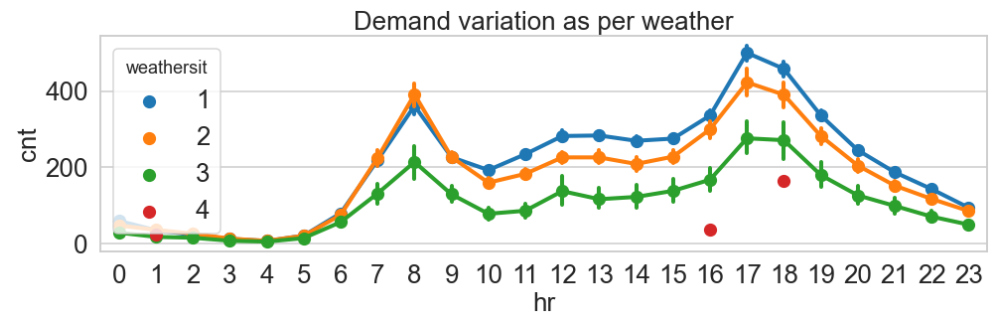 Demand variation as per weather
weathersit
1
2
3
4
cnt
400
200
0
0 1 2 3 4 5 6 7 8 9 10 11 12 13 14 15 16 17 18 19 20 21 22 23
hr